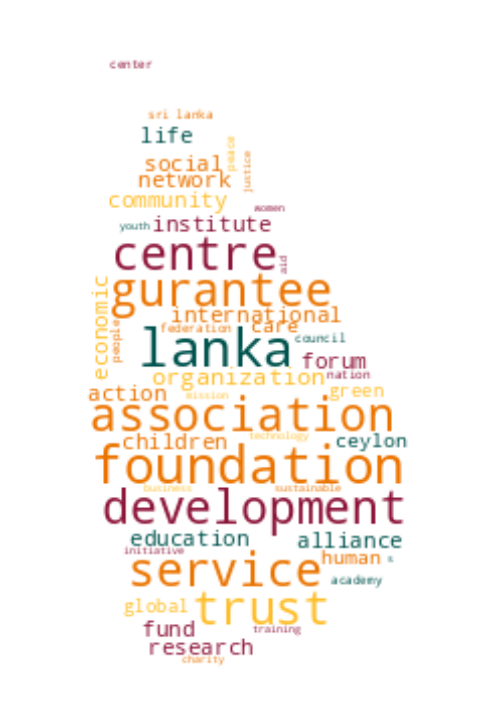 center
sri lanka
life
peace
social
justice
network
community
women
youth institute
centre
aid
economic
gurantee
international
people
federation care
lanka council
forum
organization nation
action mission green
association
children technology ceylon
foundation
business sustainable
development
education alliance
initiative
human s
service academy
global trust
fund training
research
charity